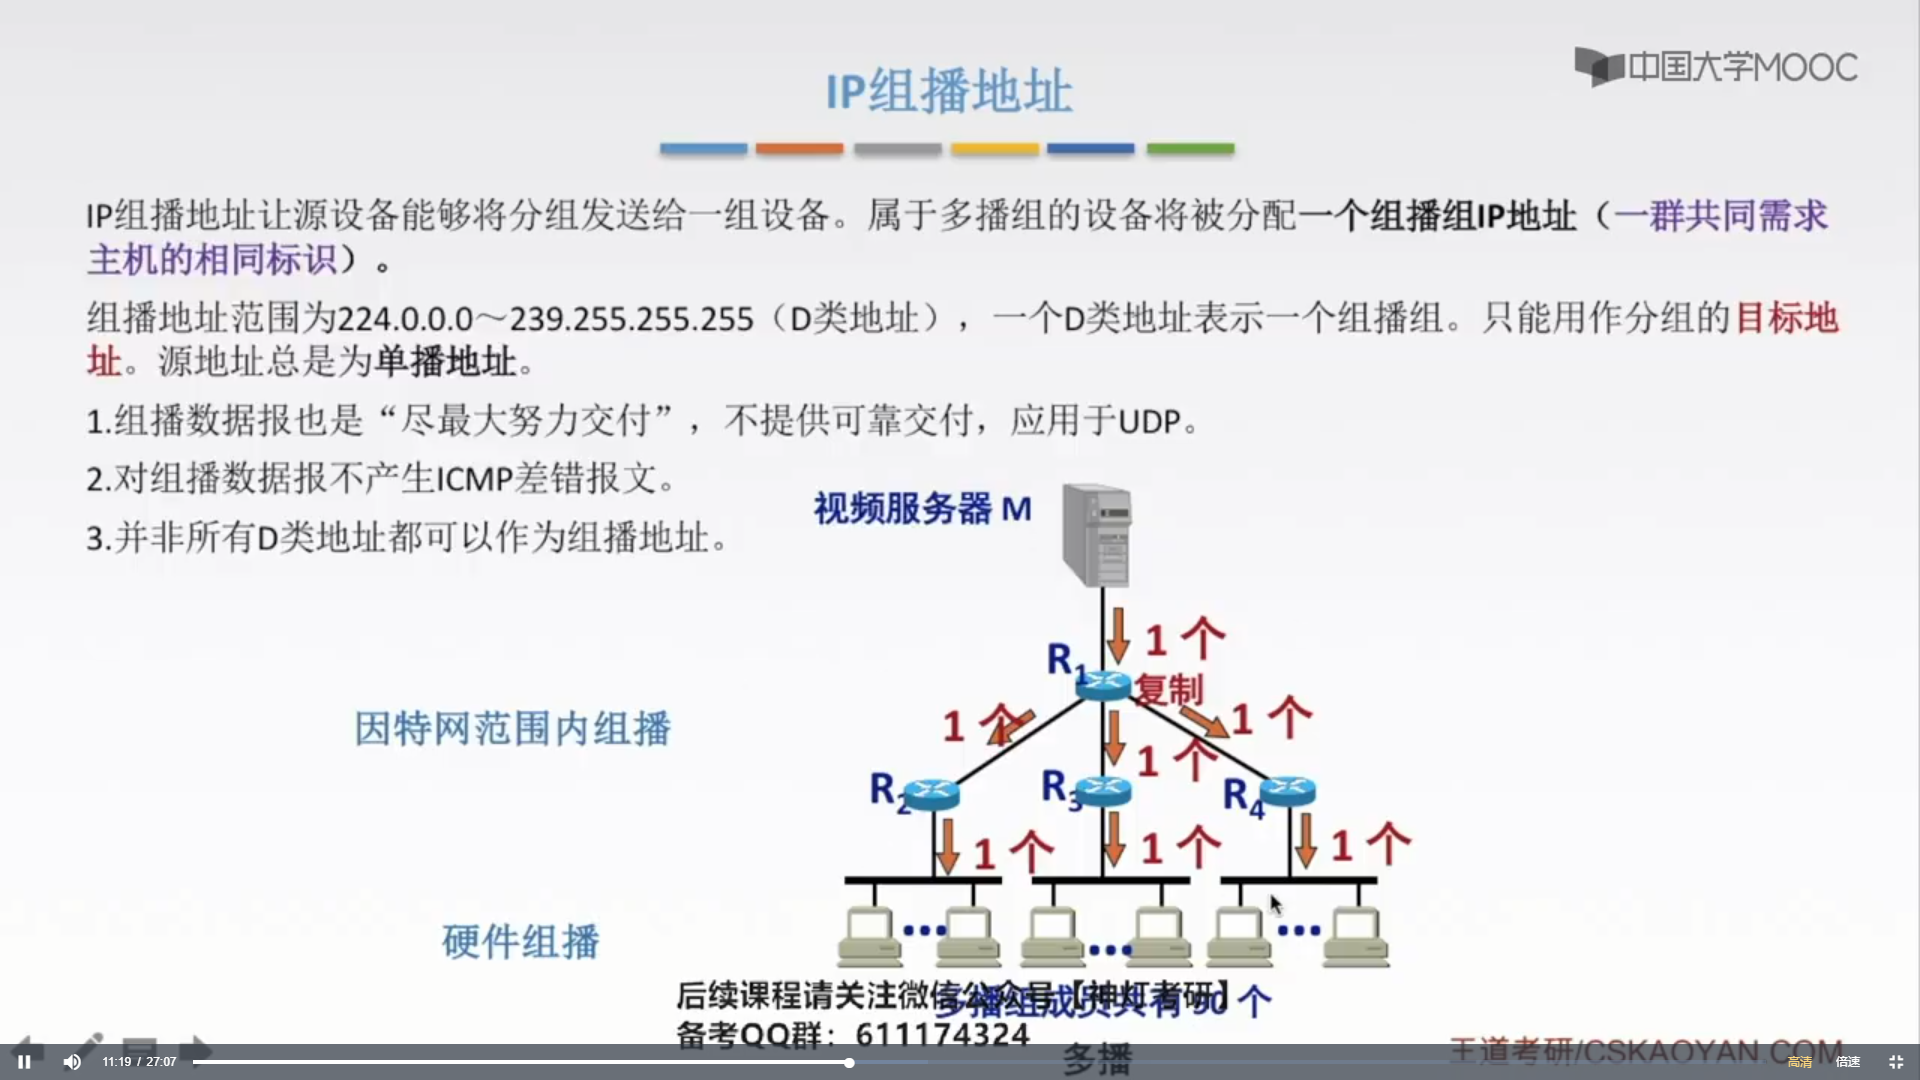 中国大学MOOC
IP组播地址
IP组播地址让源设备能够将分组发送给一组设备。属于多播组的设备将被分配一个组播组IP地址（一群共同需求
主机的相同标识）。
组播地址范围为224.0.0.0～239.255.255.255（D类地址），一个D类地址表示一个组播组。只能用作分组的目标地
址。源地址总是为单播地址。
1.组播数据报也是“尽最大努力交付”，不提供可靠交付，应用于UDP。
2.对组播数据报不产生ICMP差错报文。
3.并非所有D类地址都可以作为组播地址。
视频服务器 M
1 个
R1
复制
1 个
1 个
1 个
因特网范围内组播
R2
R3
R4
1 个
1 个
1 个
硬件组播
后续课程请关注微信公众号【神灯考研】
多播组成员共有 90 个
备考QQ群：611174324
多播
王道考研/CSKAOYAN.COM
11:19 / 27:07
高清
倍速